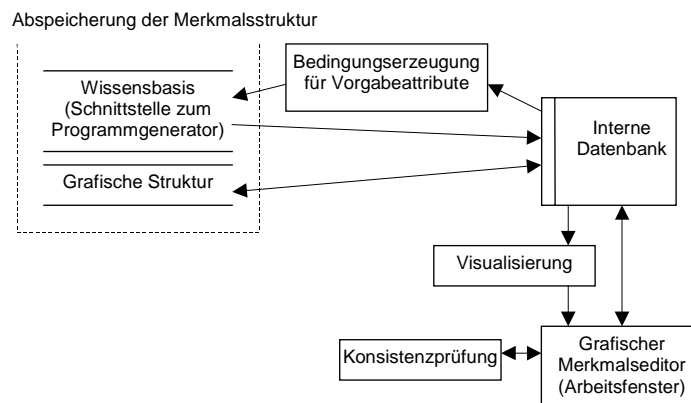 Abspeicherung der Merkmalsstruktur
Bedingungserzeugung
für Vorgabeattribute
Wissensbasis
(Schnittstelle zum
Programmgenerator)
Interne
Datenbank
Grafische Struktur
Visualisierung
Konsistenzprüfung
Grafischer
Merkmalseditor
(Arbeitsfenster)